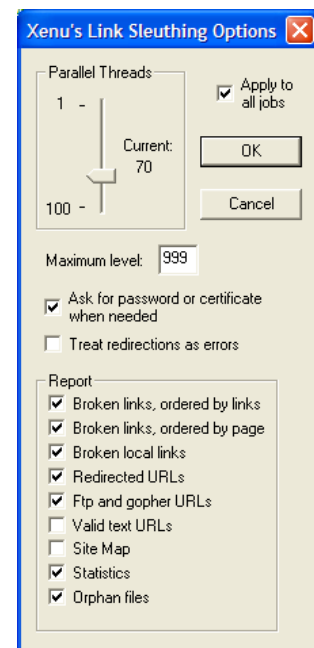 Xenu's Link Sleuthing Options
Parallel Threads
1
Current:
70
100
Apply to
all jobs
OK
Cancel
Maximum level: 999
Ask for password or certificate
when needed
Treat redirections as errors
Report
Broken links, ordered by links
Broken links, ordered by page
Broken local links
Redirected URLs
Ftp and gopher URLs
Valid text URLs
Site Map
Statistics
Orphan files